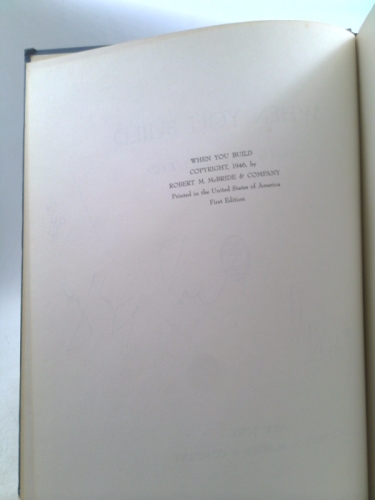 WHEN YOU BUILD
COPYRIGHT, 1946, by
ROBERT M. McBRIDE & COMPANY
Printed in the United States of America
First Edition